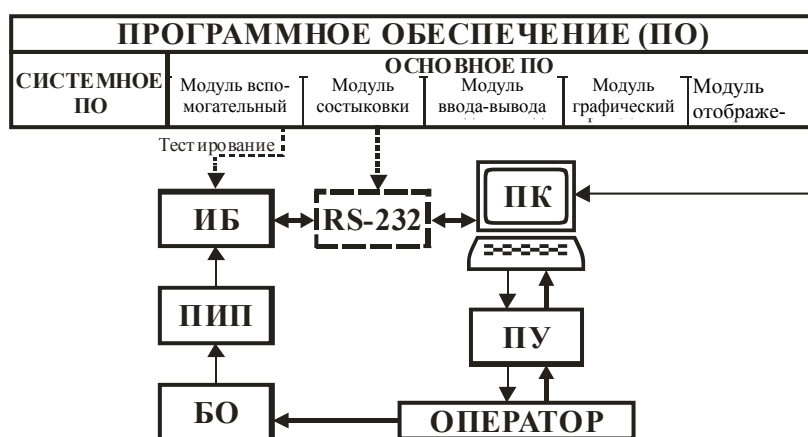 ПРОГРАММНОЕ ОБЕСПЕЧЕНИЕ (ПО)
СИСТЕМНОЕ
ПО
ОСНОВНОЕ ПО
Модуль вспо-
могательный
Модуль
состыковки
Модуль
ввода-вывода
Модуль
графический
Модуль
отображе-
Тестирование
ИБ
RS-232
ПК
ПИП
ПУ
БО
ОПЕРАТОР